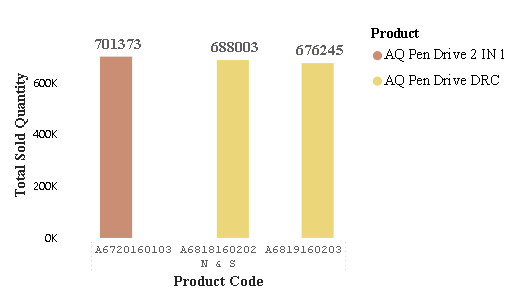 Product
AQ Pen Drive 2 IN 1
AQ Pen Drive DRC
701373
688003
676245
Total Sold Quantity
600K
400K
200K
0K
A6720160103 A6818160202 A6819160203
N & S
Product Code